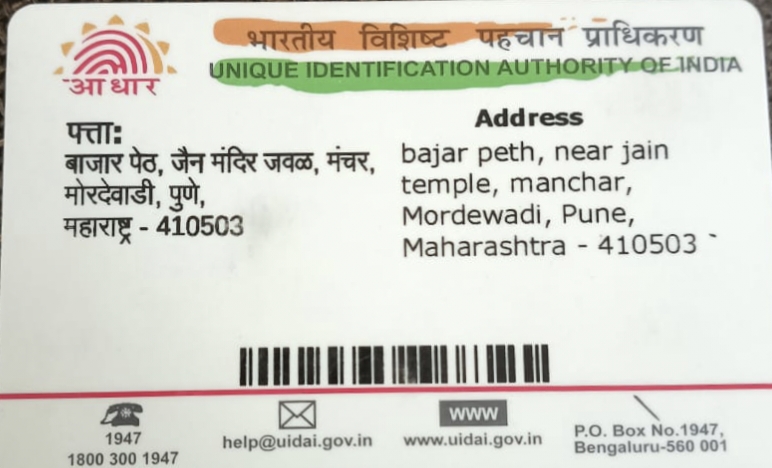 भारतीय विशिष्ट पहचान प्राधिकरण
UNIQUE IDENTIFICATION AUTHORITY OF INDIA
आधार
पत्ता:
बाजार पेठ, जैन मंदिर जवळ, मंचर,
मोरदेवाडी, पुणे,
महाराष्ट्र - 410503
Address
bajar peth, near jain
temple, manchar,
Mordewadi, Pune,
Maharashtra - 410503
1947
1800 300 1947
help@uidai.gov.in
WWW
www.uidai.gov.in
P.O. Box No.1947,
Bengaluru-560 001